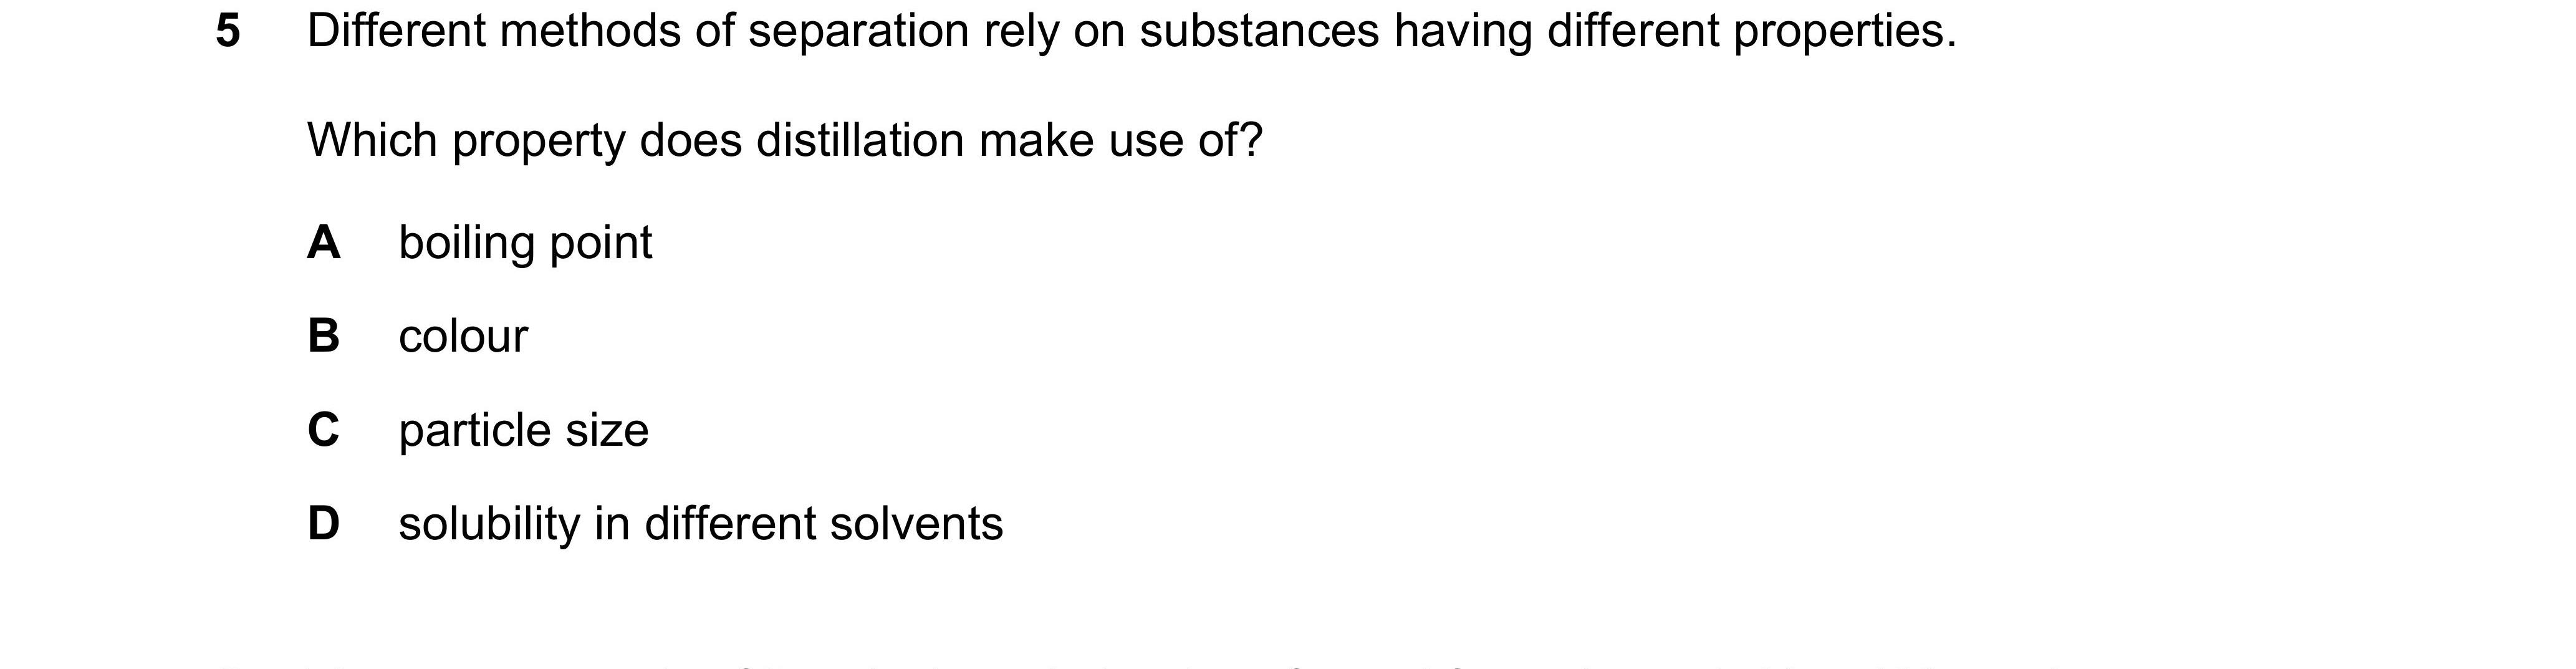 5 Different methods of separation rely on substances having different properties.
Which property does distillation make use of?
A boiling point
B colour
C particle size
D solubility in different solvents